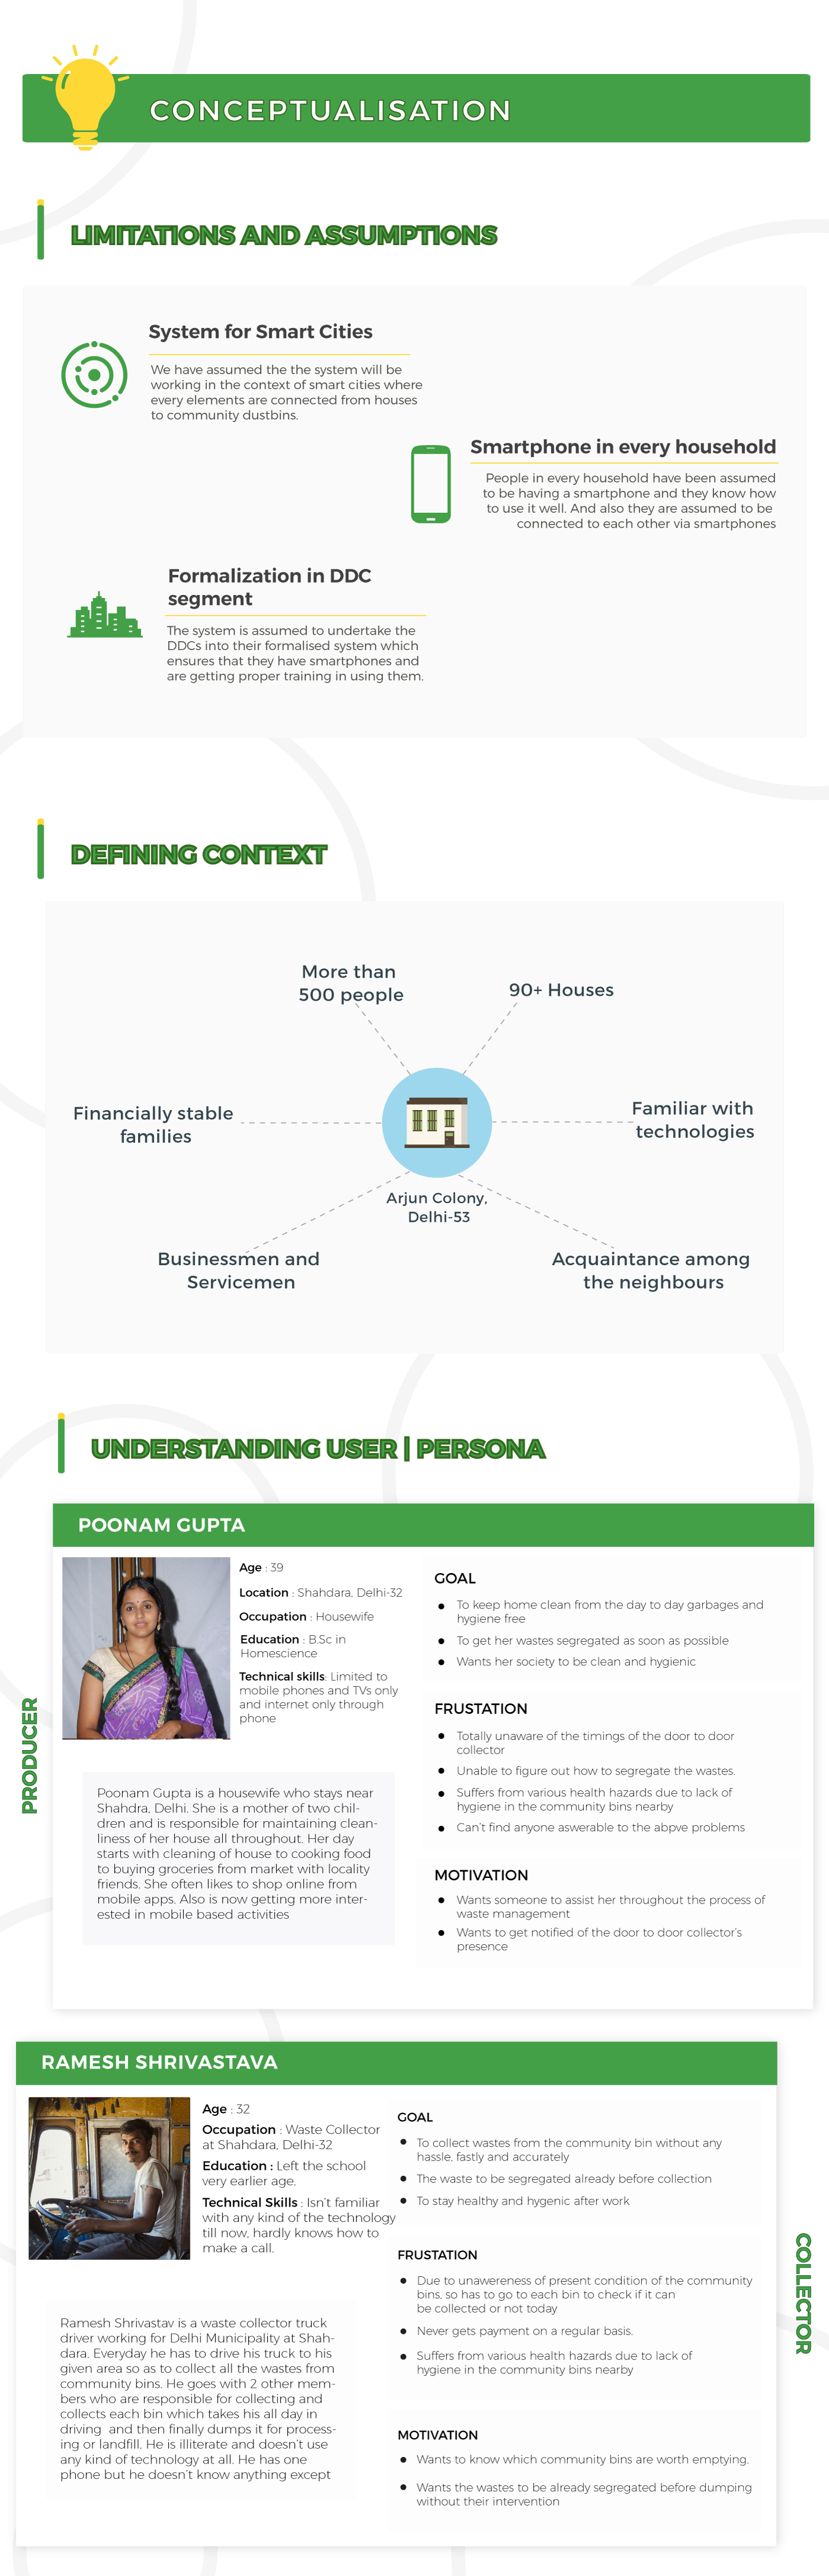 CONCEPTUALISATION
LIMITATIONS AND ASSUMPTIONS
System for Smart Cities
We have assumed the the system will be
working in the context of smart cities where
every elements are connected from houses
to community dustbins.
Smartphone in every household
People in every household have been assumed
to be having a smartphone and they know how
to use it well. And also they are assumed to be
connected to each other via smartphones
Formalization in DDC
segment
The system is assumed to undertake the
DDCs into their formalised system which
ensures that they have smartphones and
are getting proper training in using them.
DEFINING CONTEXT
More than
500 people
90+ Houses
Financially stable
families
Familiar with
technologies
Arjun Colony,
Delhi-53
Businessmen and
Servicemen
Acquaintance among
the neighbours
UNDERSTANDING USER | PERSONA
PRODUCER
POONAM GUPTA
Age : 39
Location : Shahdara, Delhi-32
Occupation : Housewife
Education : B.Sc in
Homescience
Technical skills: Limited to
mobile phones and TVs only
and internet only through
phone
Poonam Gupta is a housewife who stays near
Shahdra, Delhi. She is a mother of two chil-
dren and is responsible for maintaining clean-
liness of her house all throughout. Her day
starts with cleaning of house to cooking food
to buying groceries from market with locality
friends. She often likes to shop online from
mobile apps. Also is now getting more inter-
ested in mobile based activities
GOAL
To keep home clean from the day to day garbages and
hygiene free
To get her wastes segregated as soon as possible
Wants her society to be clean and hygienic
FRUSTATION
Totally unaware of the timings of the door to door
collector
Unable to figure out how to segregate the wastes.
Suffers from various health hazards due to lack of
hygiene in the community bins nearby
Can't find anyone aswerable to the abpve problems
MOTIVATION
Wants someone to assist her throughout the process of
waste management
Wants to get notified of the door to door collector's
presence
COLLECTOR
RAMESH SHRIVASTAVA
Age : 32
Occupation : Waste Collector
at Shahdara, Delhi-32
Education : Left the school
very earlier age.
Technical Skills : Isn't familiar
with any kind of the technology
till now, hardly knows how to
make a call.
Ramesh Shrivastav is a waste collector truck
driver working for Delhi Municipality at Shah-
dara. Everyday he has to drive his truck to his
given area so as to collect all the wastes from
community bins. He goes with 2 other mem-
bers who are responsible for collecting and
collects each bin which takes his all day in
driving and then finally dumps it for process-
ing or landfill. He is illiterate and doesn't use
any kind of technology at all. He has one
phone but he doesn't know anything except
GOAL
To collect wastes from the community bin without any
hassle, fastly and accurately
The waste to be segregated already before collection
To stay healthy and hygenic after work
FRUSTATION
Due to unawereness of present condition of the community
bins, so has to go to each bin to check if it can
be collected or not today
Never gets payment on a regular basis.
Suffers from various health hazards due to lack of
hygiene in the community bins nearby
MOTIVATION
Wants to know which community bins are worth emptying.
Wants the wastes to be already segregated before dumping
without their intervention